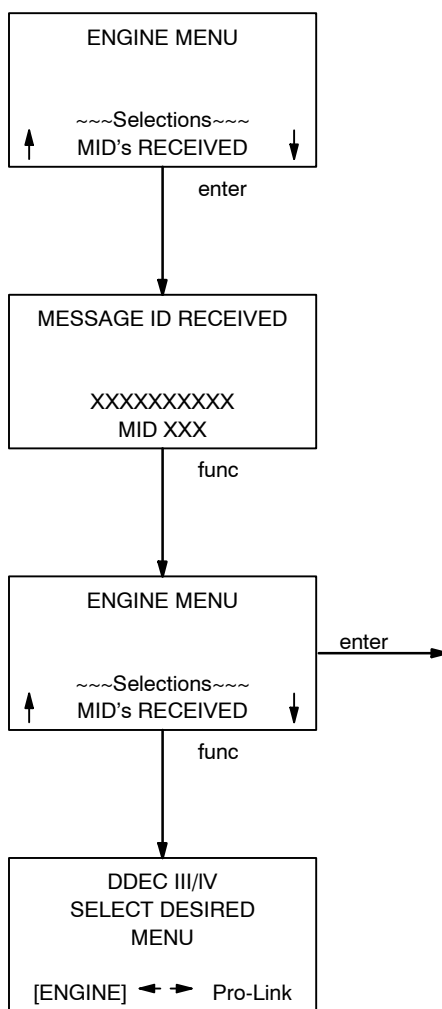 ENGINE MENU
~~~Selections~~~
MID's RECEIVED
enter
MESSAGE ID RECEIVED
XXXXXXXXXX
MID XXX
func
ENGINE MENU
~~~Selections~~~
MID's RECEIVED
enter
func
DDEC III/IV
SELECT DESIRED
MENU
[ENGINE] Pro-Link